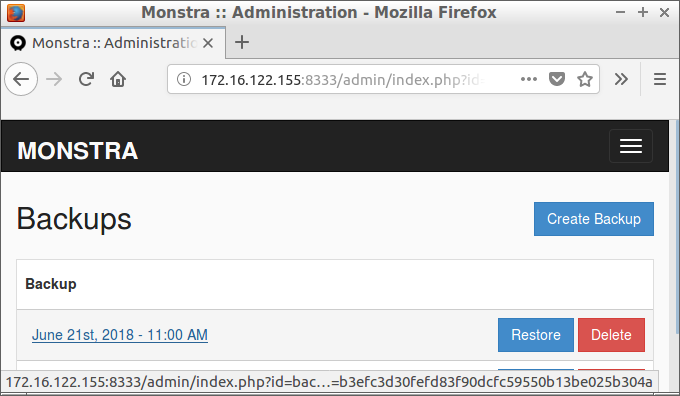 Monstra :: Administration - Mozilla Firefox
Monstra :: Administratio
172.16.122.155:8333/admin/index.php?id=
MONSTRA
Backups
Create Backup
Backup
June 21st, 2018 - 11:00 AM
Restore
Delete
172.16.122.155:8333/admin/index.php?id=bac…=b3efc3d30fefd83f90dcfc59550b13be025b304a